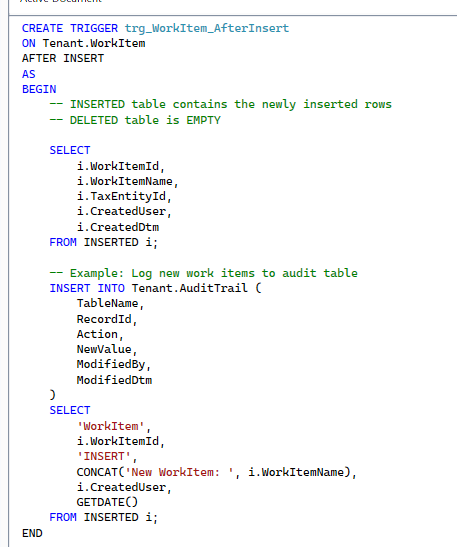 Active Document
CREATE TRIGGER trg_WorkItem_AfterInsert
ON Tenant.WorkItem
AFTER INSERT
AS
BEGIN
    -- INSERTED table contains the newly inserted rows
    -- DELETED table is EMPTY
    SELECT
        i.WorkItemId,
        i.WorkItemName,
        i.TaxEntityId,
        i.CreatedUser,
        i.CreatedDtm
    FROM INSERTED i;
    -- Example: Log new work items to audit table
    INSERT INTO Tenant.AuditTrail (
        TableName,
        RecordId,
        Action,
        NewValue,
        ModifiedBy,
        ModifiedDtm
    )
    SELECT
        'WorkItem',
        i.WorkItemId,
        'INSERT',
        CONCAT('New WorkItem: ', i.WorkItemName),
        i.CreatedUser,
        GETDATE()
    FROM INSERTED i;
END